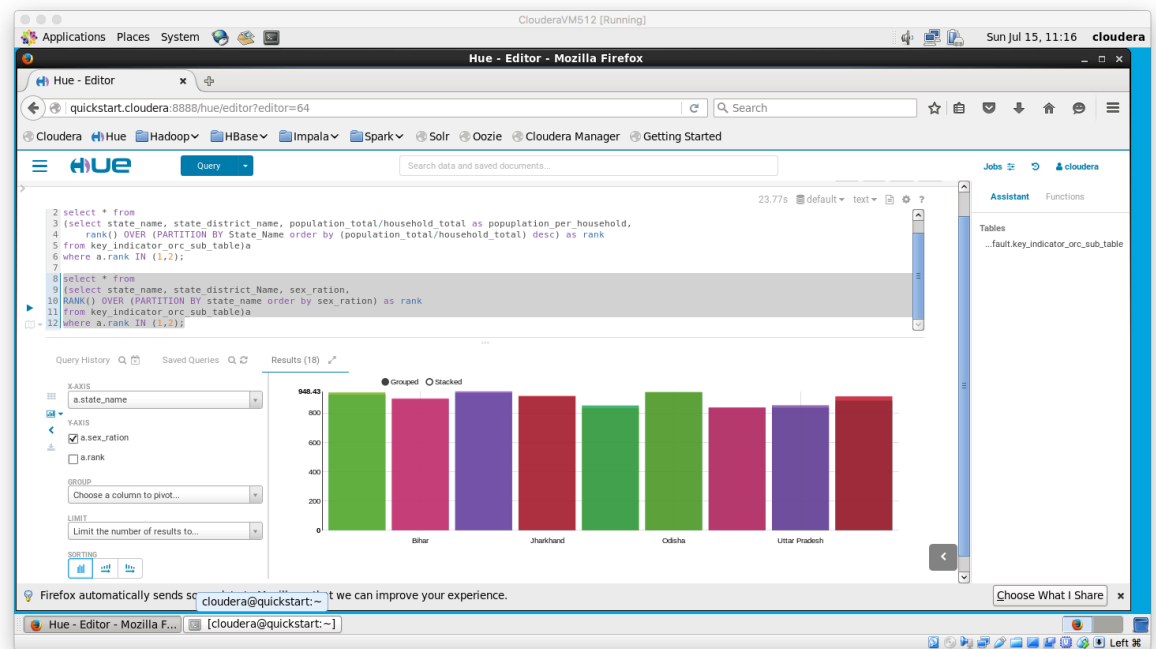 ClouderaVM512 [Running]
Applications Places System Sun Jul 15, 11:16 cloudera
Hue - Editor - Mozilla Firefox
Hue - Editor
quickstart.cloudera:8888/hue/editor?editor=64 Search
Cloudera Hue Hadoop HBase Impala Spark Solr Oozie Cloudera Manager Getting Started
HUE Query Search data and saved documents... Jobs cloudera
23.77s default text ?
Assistant Functions
Tables
...fault.key_indicator_orc_sub_table
2 select * from
3 (select state_name, state_district_name, population_total/household_total as popuplation_per_household,
4 rank() OVER (PARTITION BY State_Name order by (population_total/household_total) desc) as rank
5 from key_indicator_orc_sub_table)a
6 where a.rank IN (1,2);
7
8 select * from
9 (select state_name, state_district_Name, sex_ration,
10 RANK() OVER (PARTITION BY state_name order by sex_ration) as rank
11 from key_indicator_orc_sub_table)a
12 where a.rank IN (1,2);
Query History Saved Queries Results (18)
X-AXIS
a.state_name
Y-AXIS
a.sex_ration
a.rank
GROUP
Choose a column to pivot...
LIMIT
Limit the number of results to...
SORTING
Grouped Stacked
948.43
800
600
400
200
0
Bihar Jharkhand Odisha Uttar Pradesh
Firefox automatically sends so t we can improve your experience. Choose What I Share
cloudera@quickstart:~
Hue - Editor - Mozilla F... [cloudera@quickstart:~]
Left ⌘